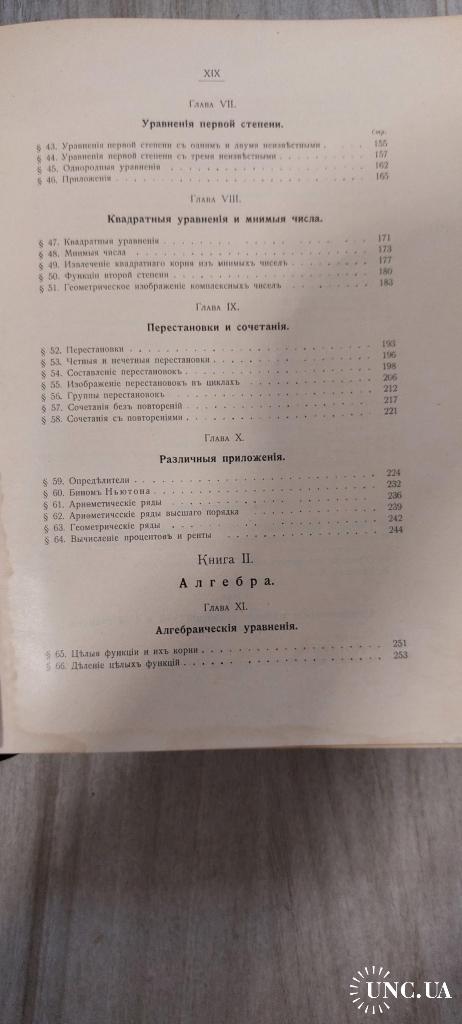 XIX
Глава VII.
Уравненія первой степени.
Стр.
§ 43. Уравненія первой степени съ однимъ и двумя неизвѣстными . 155
§ 44. Уравненія первой степени съ тремя неизвѣстными . . . . . . . . 157
§ 45. Однородныя уравненія . . . . . . . . . . . . . . . . . . . 162
§ 46. Приложенія . . . . . . . . . . . . . . . . . . . . . . . . 165
Глава VIII.
Квадратныя уравненія и мнимыя числа.
§ 47. Квадратныя уравненія . . . . . . . . . . . . . . . . . . . 171
§ 48. Мнимыя числа . . . . . . . . . . . . . . . . . . . . . . . 173
§ 49. Извлеченіе квадратнаго корня изъ мнимыхъ чиселъ . . . . . . 177
§ 50. Функціи второй степени . . . . . . . . . . . . . . . . . . 180
§ 51. Геометрическое изображеніе комплексныхъ чиселъ . . . . . . . 183
Глава IX.
Перестановки и сочетанія.
§ 52. Перестановки . . . . . . . . . . . . . . . . . . . . . . . 193
§ 53. Четныя и нечетныя перестановки . . . . . . . . . . . . . . 196
§ 54. Составленіе перестановокъ . . . . . . . . . . . . . . . . . 198
§ 55. Изображеніе перестановокъ въ циклахъ . . . . . . . . . . . 206
§ 56. Группы перестановокъ . . . . . . . . . . . . . . . . . . . 212
§ 57. Сочетанія безъ повтореній . . . . . . . . . . . . . . . . . 217
§ 58. Сочетанія съ повтореніями . . . . . . . . . . . . . . . . . 221
Глава X.
Различныя приложенія.
§ 59. Опредѣлители . . . . . . . . . . . . . . . . . . . . . . . 224
§ 60. Биномъ Ньютона . . . . . . . . . . . . . . . . . . . . . . 232
§ 61. Ариѳметическіе ряды . . . . . . . . . . . . . . . . . . . . 236
§ 62. Ариѳметическіе ряды высшаго порядка . . . . . . . . . . . . 239
§ 63. Геометрическіе ряды . . . . . . . . . . . . . . . . . . . . 242
§ 64. Вычисленіе процентовъ и ренты . . . . . . . . . . . . . . . 244
Книга II.
Алгебра.
Глава XI.
Алгебраическія уравненія.
§ 65. Цѣлыя функціи и ихъ корни . . . . . . . . . . . . . . . . . 251
§ 66. Дѣленіе цѣлыхъ функцій . . . . . . . . . . . . . . . . . . 253
UNC.UA